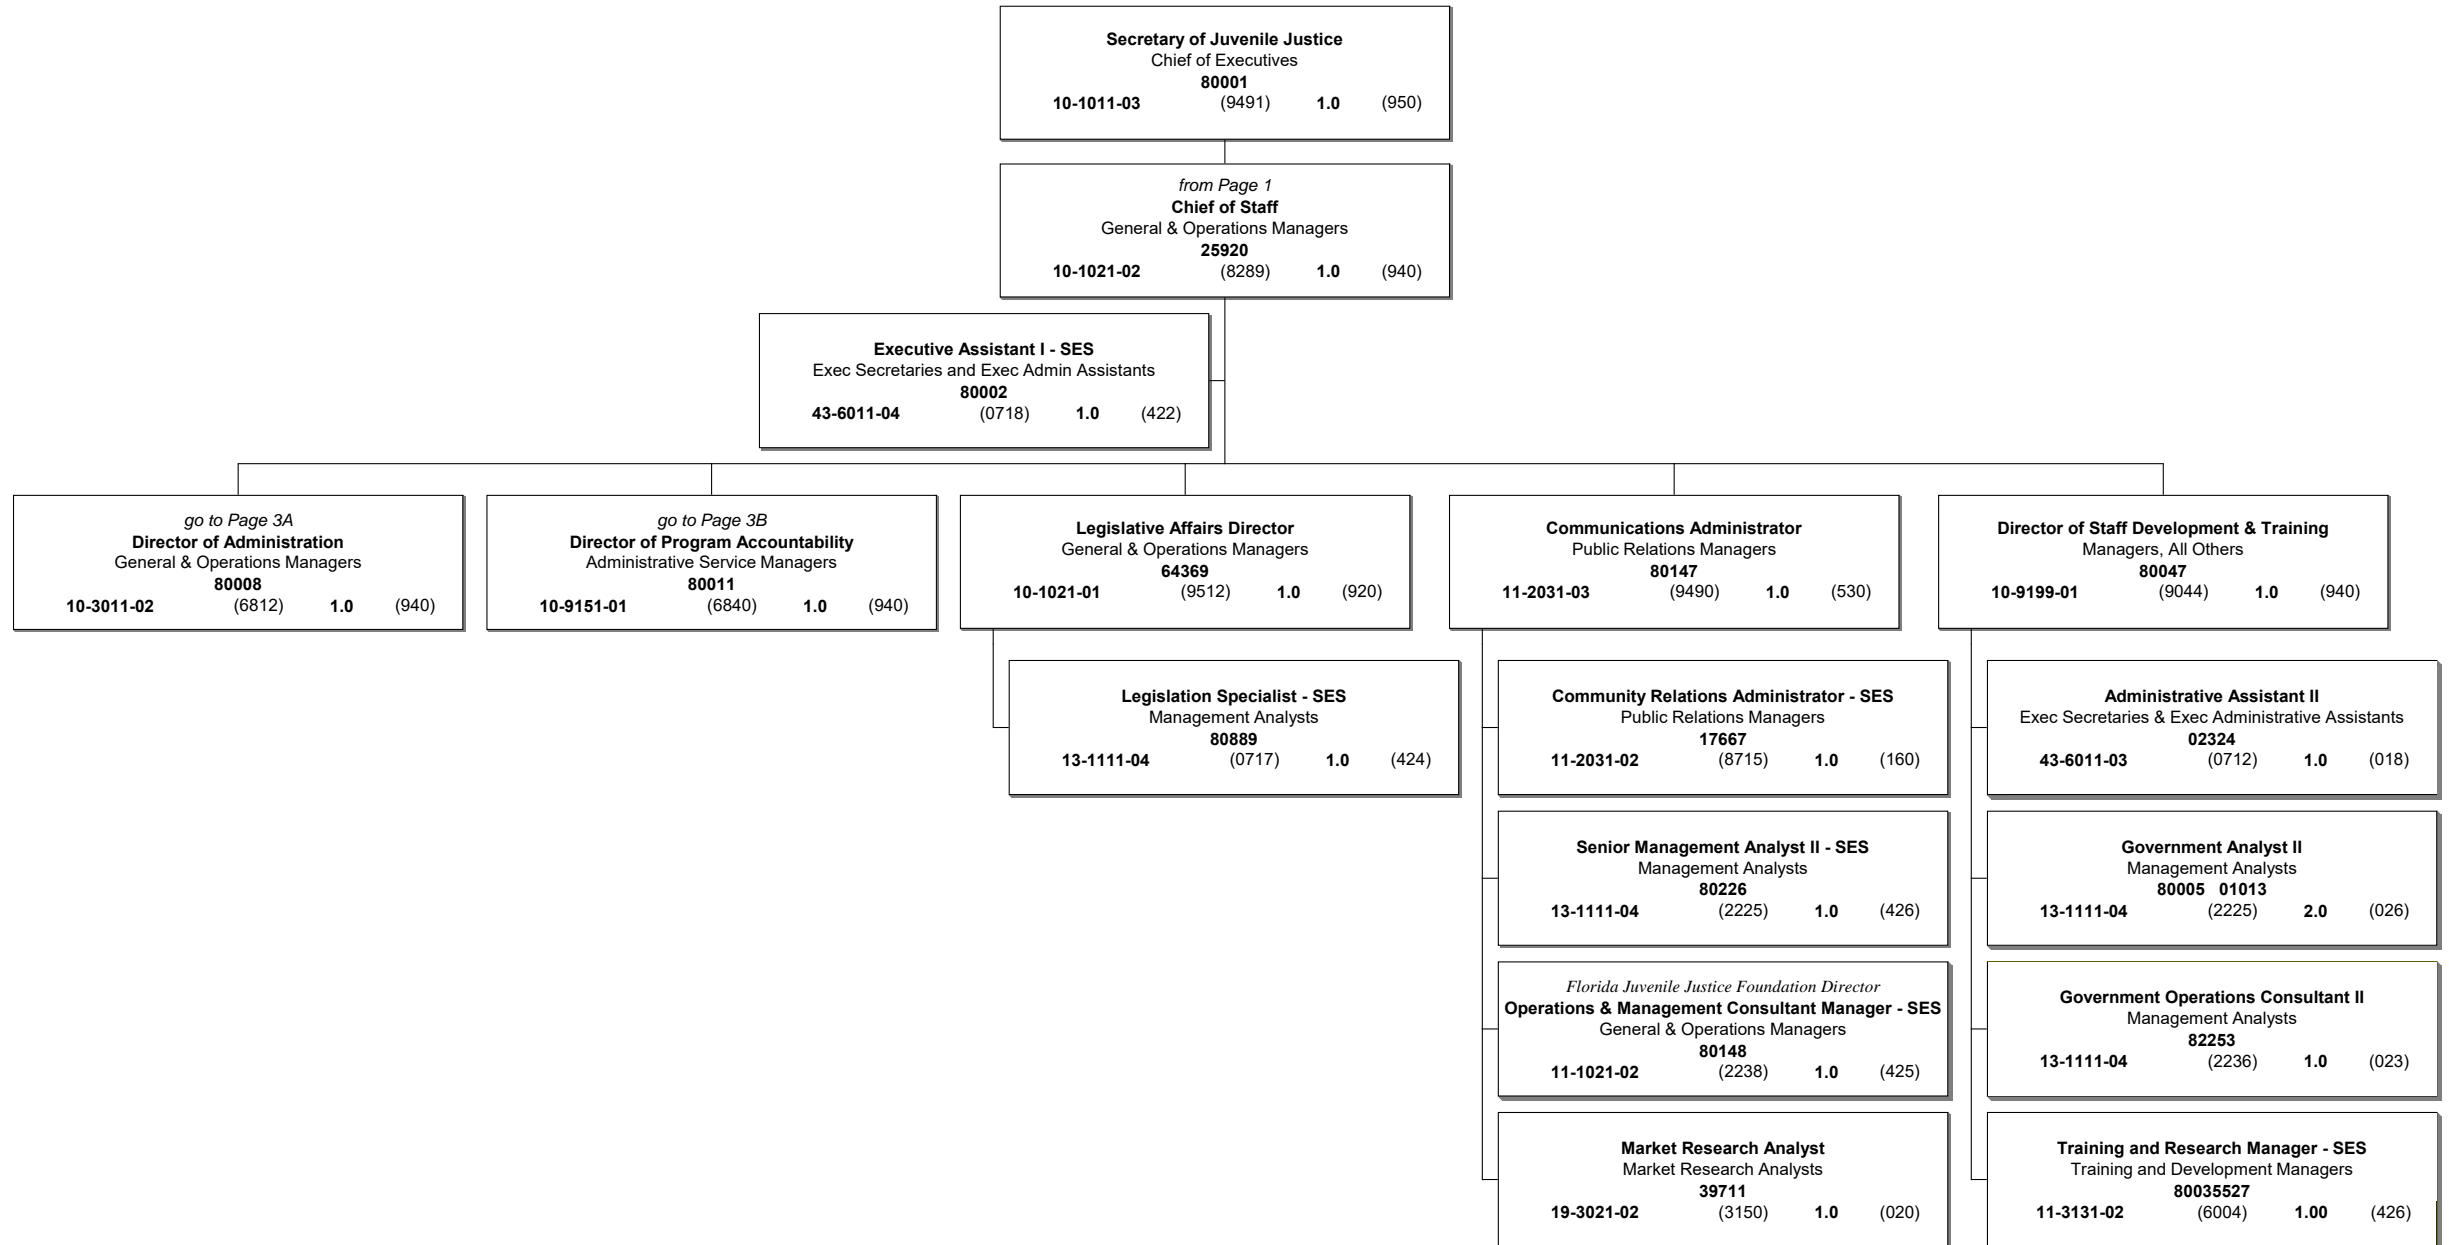 Secretary of Juvenile Justice
Chief of Executives
80001
10-1011-03 (9491) 1.0 (950)
from Page 1
Chief of Staff
General & Operations Managers
25920
10-1021-02 (8289) 1.0 (940)
Executive Assistant I - SES
Exec Secretaries and Exec Admin Assistants
80002
43-6011-04 (0718) 1.0 (422)
go to Page 3A
Director of Administration
General & Operations Managers
80008
10-3011-02 (6812) 1.0 (940)
go to Page 3B
Director of Program Accountability
Administrative Service Managers
80011
10-9151-01 (6840) 1.0 (940)
Legislative Affairs Director
General & Operations Managers
64369
10-1021-01 (9512) 1.0 (920)
Communications Administrator
Public Relations Managers
80147
11-2031-03 (9490) 1.0 (530)
Director of Staff Development & Training
Managers, All Others
80047
10-9199-01 (9044) 1.0 (940)
Legislation Specialist - SES
Management Analysts
80889
13-1111-04 (0717) 1.0 (424)
Community Relations Administrator - SES
Public Relations Managers
17667
11-2031-02 (8715) 1.0 (160)
Administrative Assistant II
Exec Secretaries & Exec Administrative Assistants
02324
43-6011-03 (0712) 1.0 (018)
Senior Management Analyst II - SES
Management Analysts
80226
13-1111-04 (2225) 1.0 (426)
Government Analyst II
Management Analysts
80005 01013
13-1111-04 (2225) 2.0 (026)
Florida Juvenile Justice Foundation Director
Operations & Management Consultant Manager - SES
General & Operations Managers
80148
11-1021-02 (2238) 1.0 (425)
Government Operations Consultant II
Management Analysts
82253
13-1111-04 (2236) 1.0 (023)
Market Research Analyst
Market Research Analysts
39711
19-3021-02 (3150) 1.0 (020)
Training and Research Manager - SES
Training and Development Managers
80035527
11-3131-02 (6004) 1.00 (426)